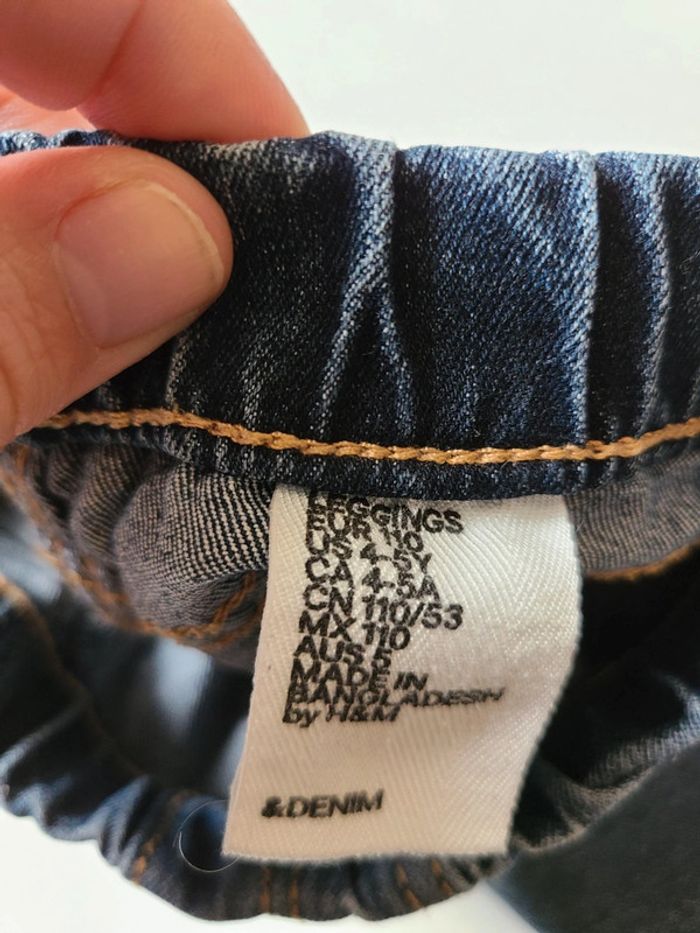 LEGGINGS
EUR 110
US 4-5Y
CA 4-5A
CN 110/53
MX 110
AUS 5
MADE IN
BANGLADESH
by H&M
&DENIM